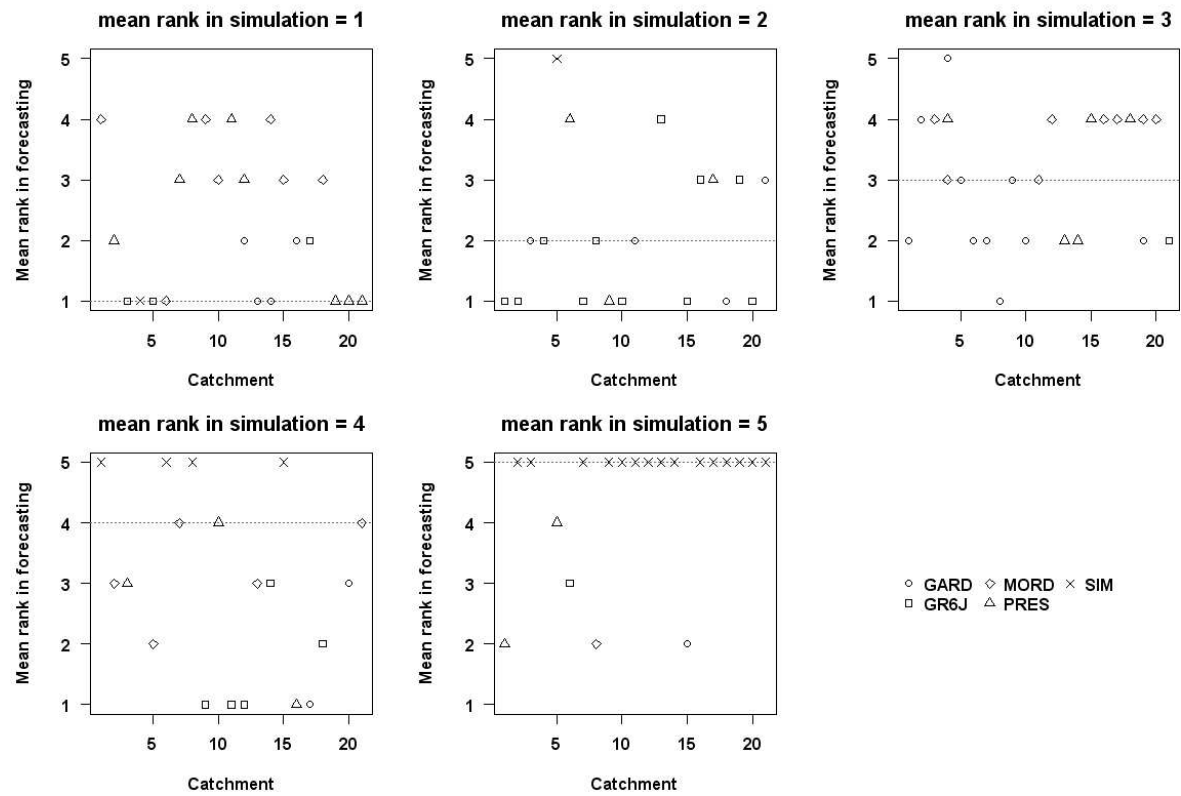 mean rank in simulation = 1
Mean rank in forecasting
5
4
3
2
1
5 10 15 20
Catchment
mean rank in simulation = 2
Mean rank in forecasting
5
4
3
2
1
5 10 15 20
Catchment
mean rank in simulation = 3
Mean rank in forecasting
5
4
3
2
1
5 10 15 20
Catchment
mean rank in simulation = 4
Mean rank in forecasting
5
4
3
2
1
5 10 15 20
Catchment
mean rank in simulation = 5
Mean rank in forecasting
5
4
3
2
1
5 10 15 20
Catchment
GARD MORD SIM
GR6J PRES